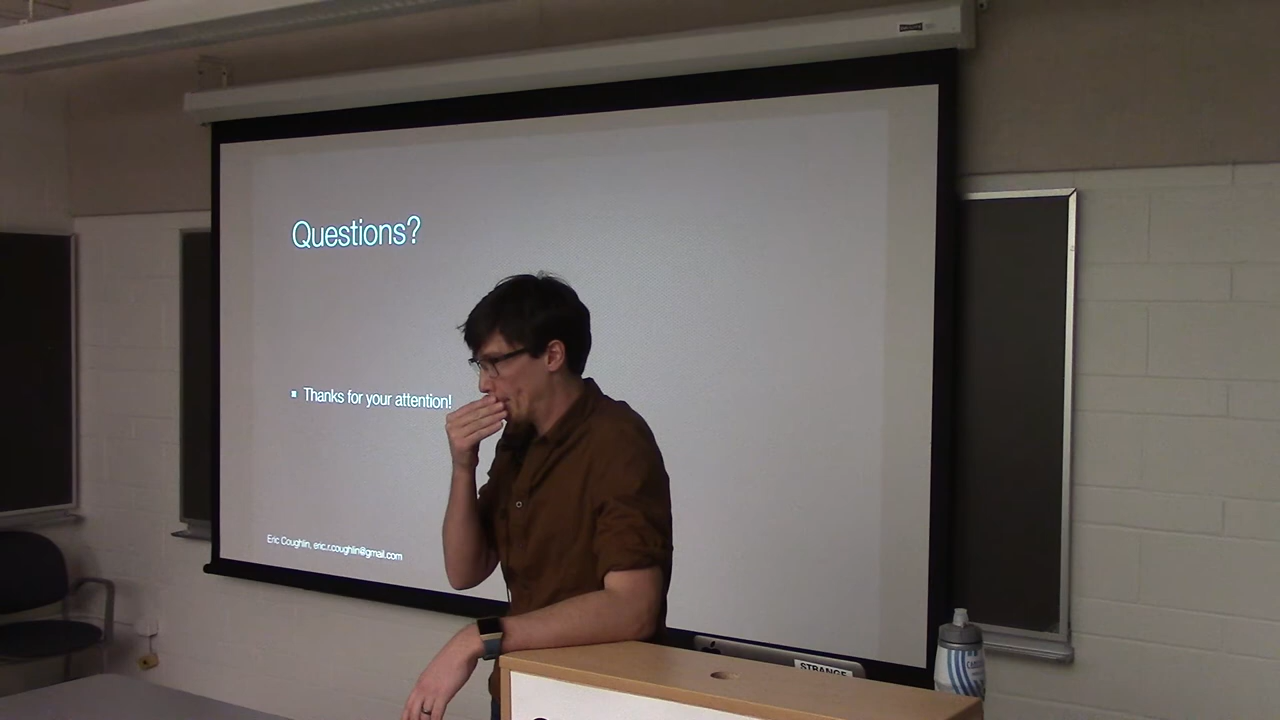 Questions?
▪ Thanks for your attention!
Eric Coughlin, eric.r.coughlin@gmail.com
STRANGE